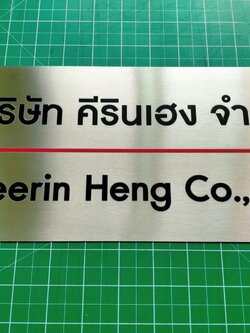 ริษัท คีรินเฮง จำ
eerin Heng Co.,